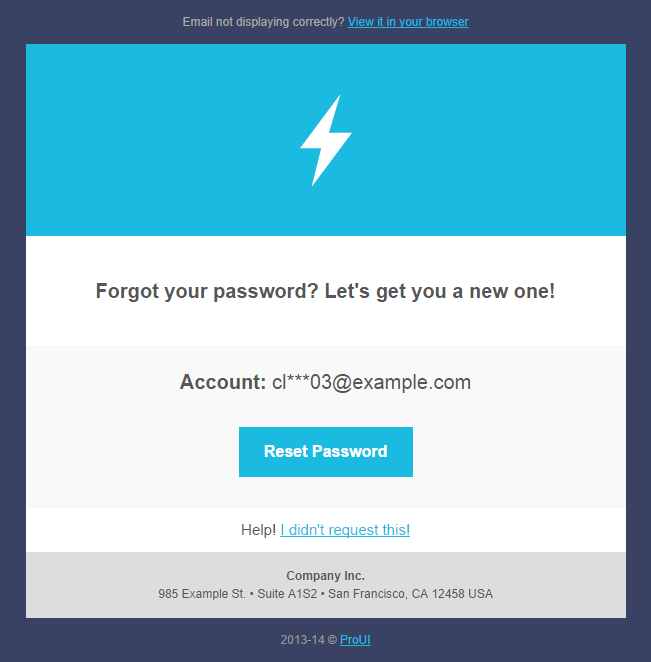 Email not displaying correctly? View it in your browser
Forgot your password? Let's get you a new one!
Account: cl***03@example.com
Reset Password
Help! I didn't request this!
Company Inc.
985 Example St. • Suite A1S2 • San Francisco, CA 12458 USA
2013-14 © ProUI